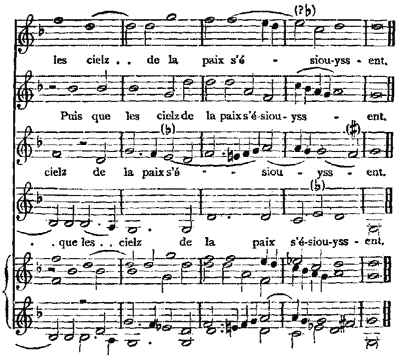 (?♭)
les cielz . . de la paix s'é - siou-yss - ent.
Puis que les cielz de la paix s'é-siou-yss - ent.
(♭) (♯)
cielz de la paix s'é - siou - yss - ent.
(♭)
. . que les . . cielz de la paix s'é-siou-yss - ent.